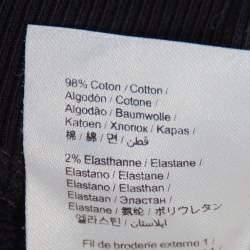 98% Coton / Cotton /
Algodón / Cotone /
Algodão / Baumwolle /
Katoen / Хлопок / Kapas /
棉 / 綿 / 면 / قطن /
2% Elasthanne / Elastane /
Elastano / Elastane /
Elastano / Elasthan /
Elastaan / Эластан /
Elastane / 氨纶 / ポリウレタン
엘라스틴 / ايلاستان /
Fil de broderie externe 1 /